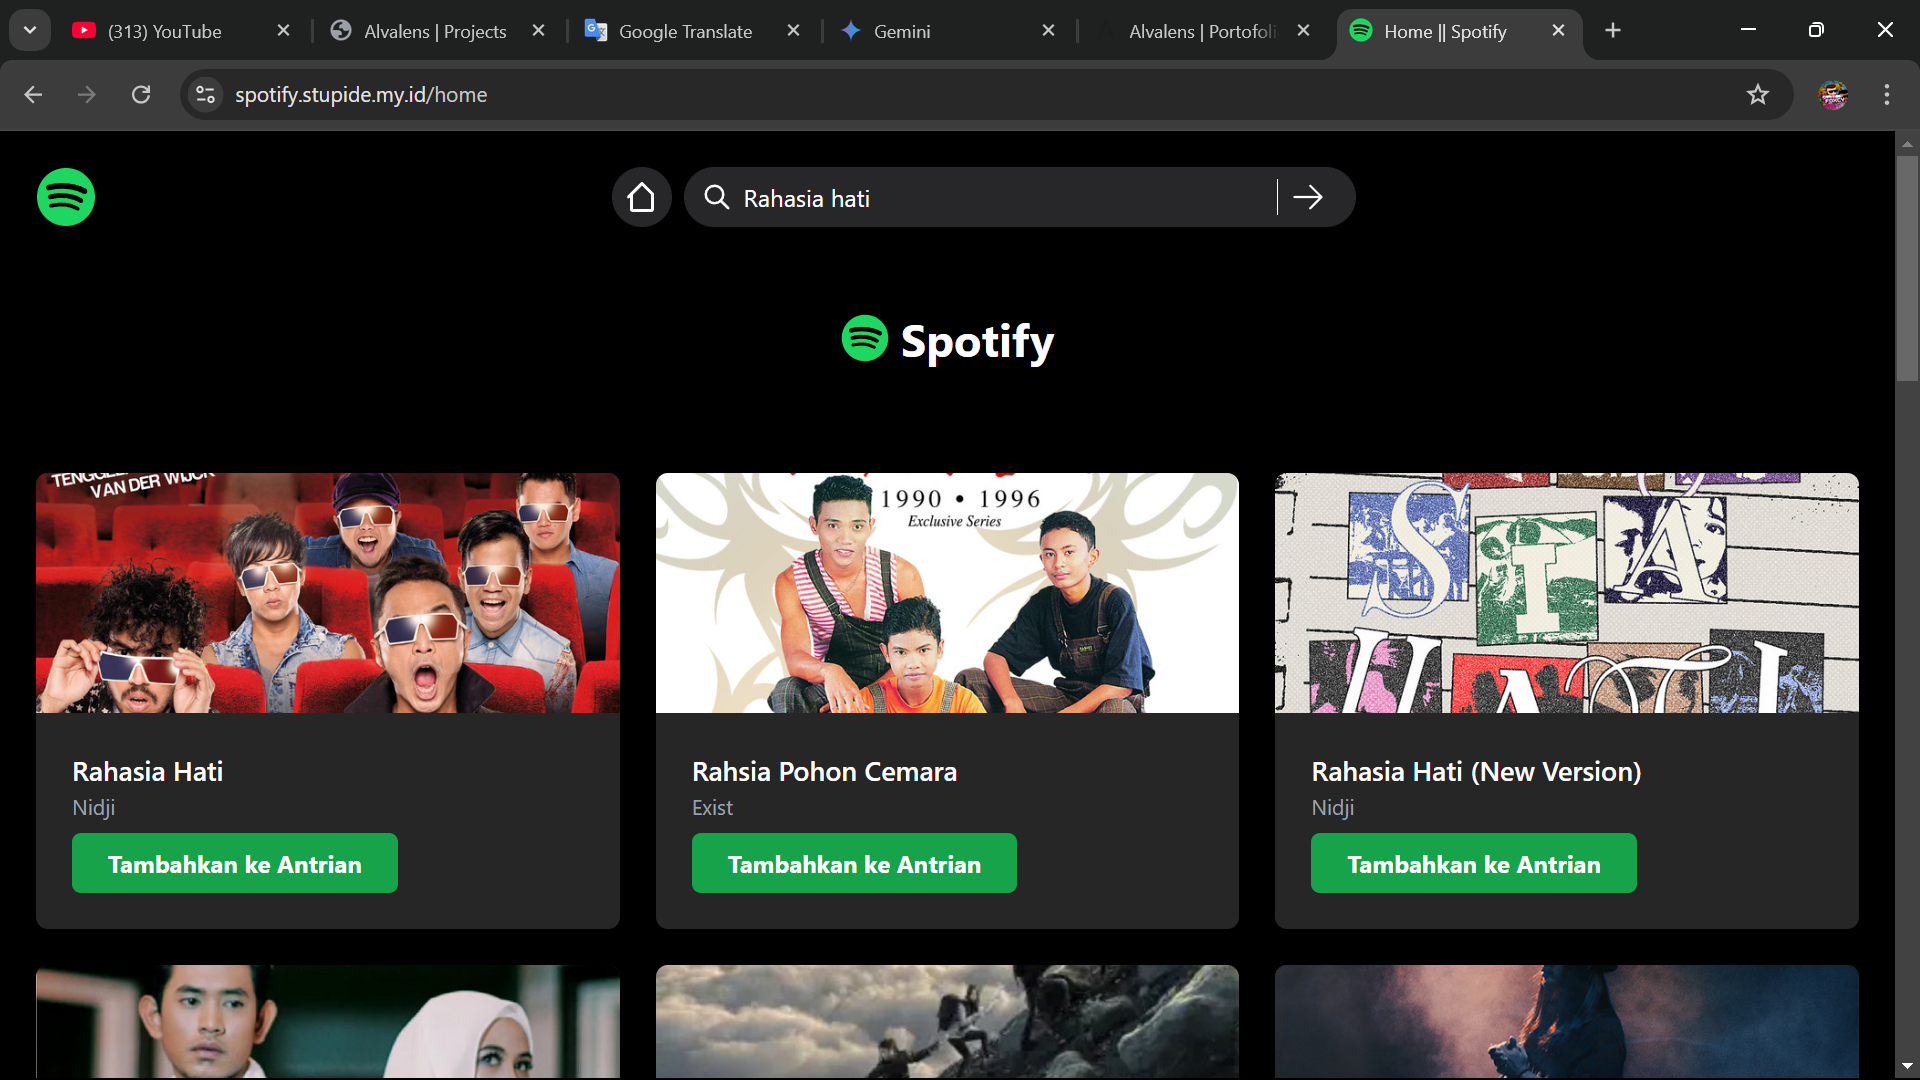 (313) YouTube
Alvalens | Projects
Google Translate
Gemini
Alvalens | Portofoli
Home || Spotify
spotify.stupide.my.id/home
Rahasia hati
Spotify
VAN DER WIJCK
1990 • 1996
Exclusive Series
SIA
HATI
Rahasia Hati
Nidji
Tambahkan ke Antrian
Rahsia Pohon Cemara
Exist
Tambahkan ke Antrian
Rahasia Hati (New Version)
Nidji
Tambahkan ke Antrian